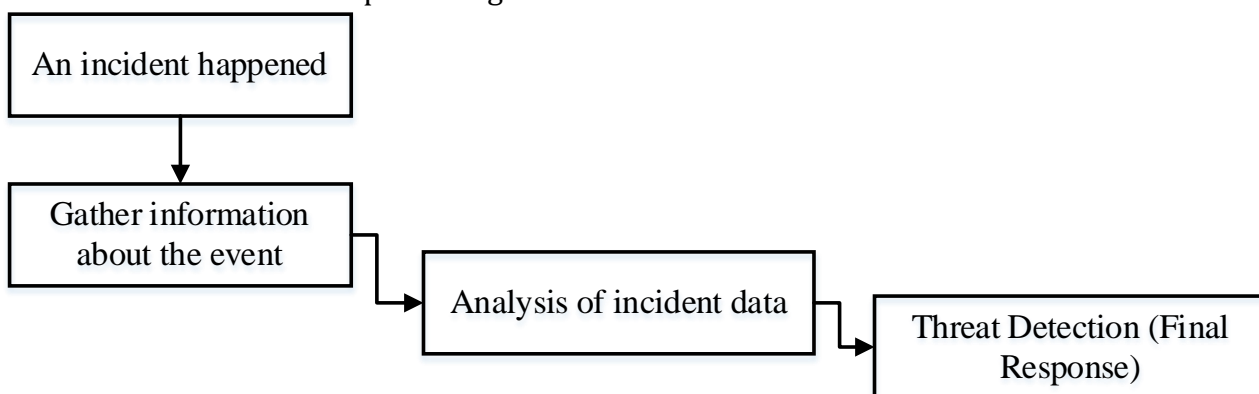 An incident happened
Gather information
about the event
Analysis of incident data
Threat Detection (Final
Response)